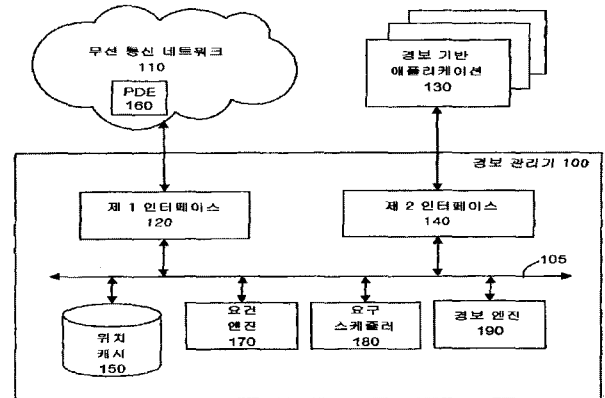 무선 통신 네트워크
110
PDE
160
경보 기반
애플리케이션
130
경보 관리기 100
제 1 인터페이스
120
제 2 인터페이스
140
105
위치
캐시
150
요건
엔진
170
요구
스케줄러
180
경보 엔진
190